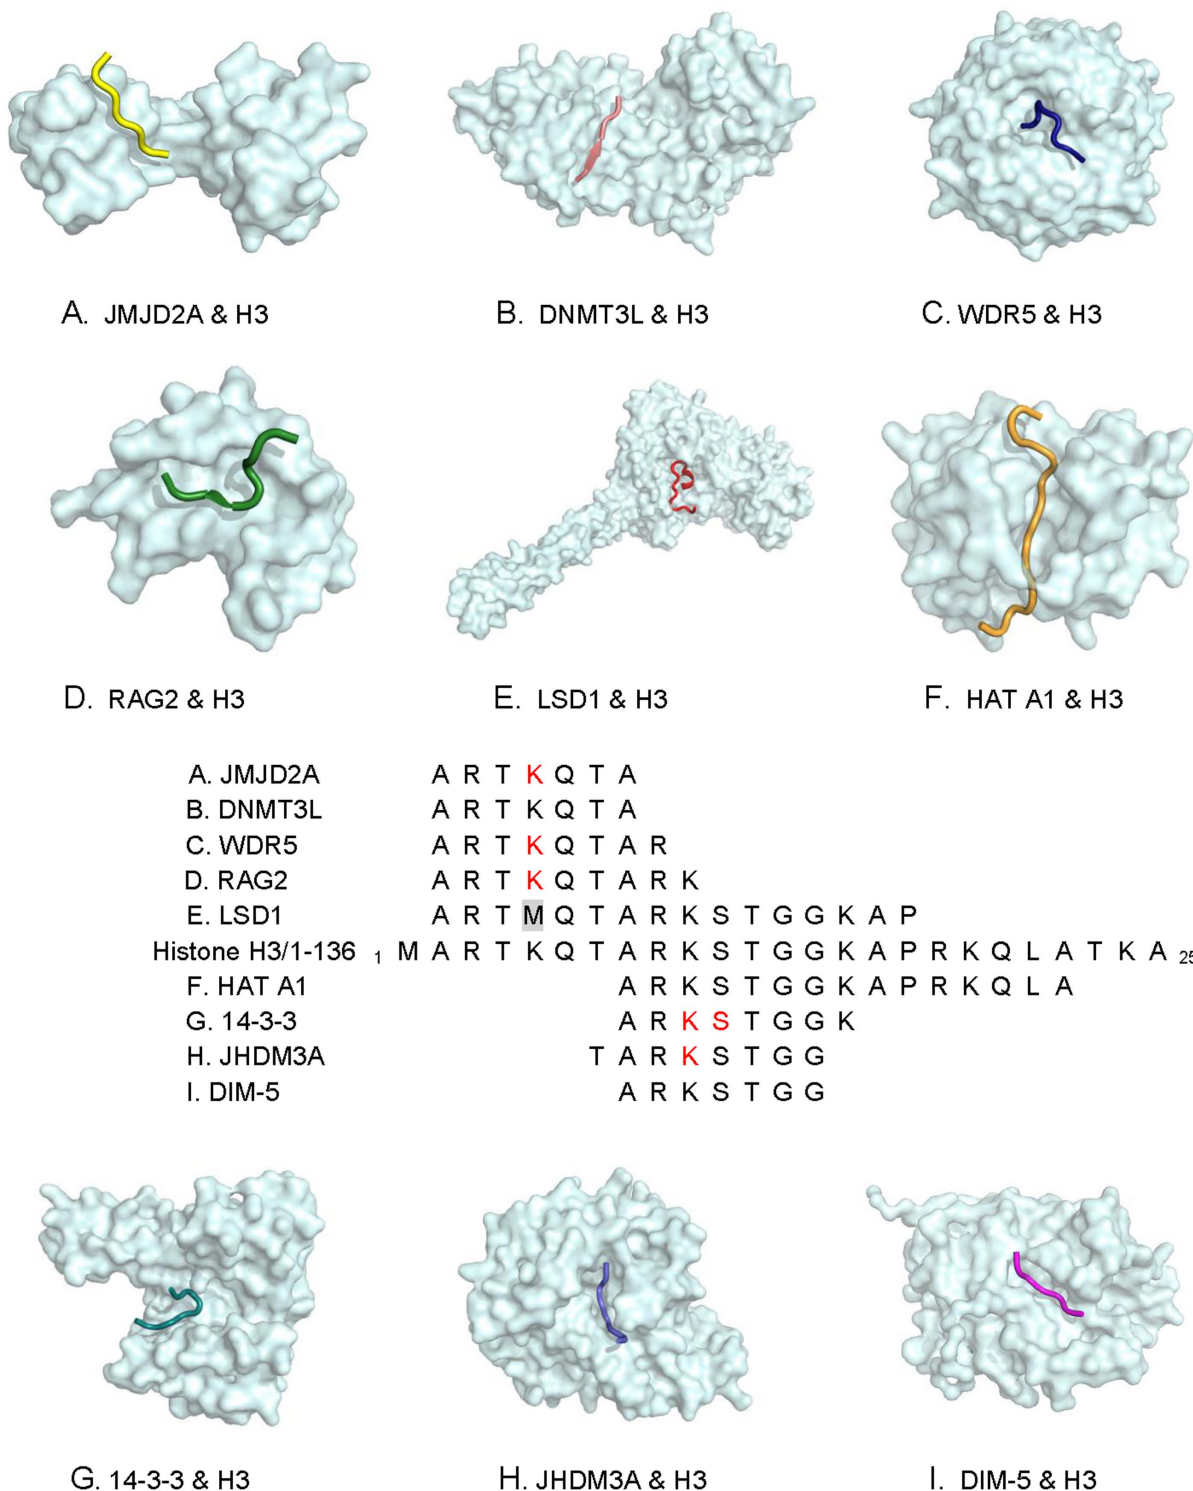 A. JMJD2A & H3
B. DNMT3L & H3
C. WDR5 & H3
D. RAG2 & H3
E. LSD1 & H3
F. HAT A1 & H3
A. JMJD2A A R T K Q T A
B. DNMT3L A R T K Q T A
C. WDR5 A R T K Q T A R
D. RAG2 A R T K Q T A R K
E. LSD1 A R T M Q T A R K S T G G K A P
Histone H3/1-136 1 M A R T K Q T A R K S T G G K A P R K Q L A T K A 25
F. HAT A1 A R K S T G G K A P R K Q L A
G. 14-3-3 A R K S T G G K
H. JHDM3A T A R K S T G G
I. DIM-5 A R K S T G G
G. 14-3-3 & H3
H. JHDM3A & H3
I. DIM-5 & H3